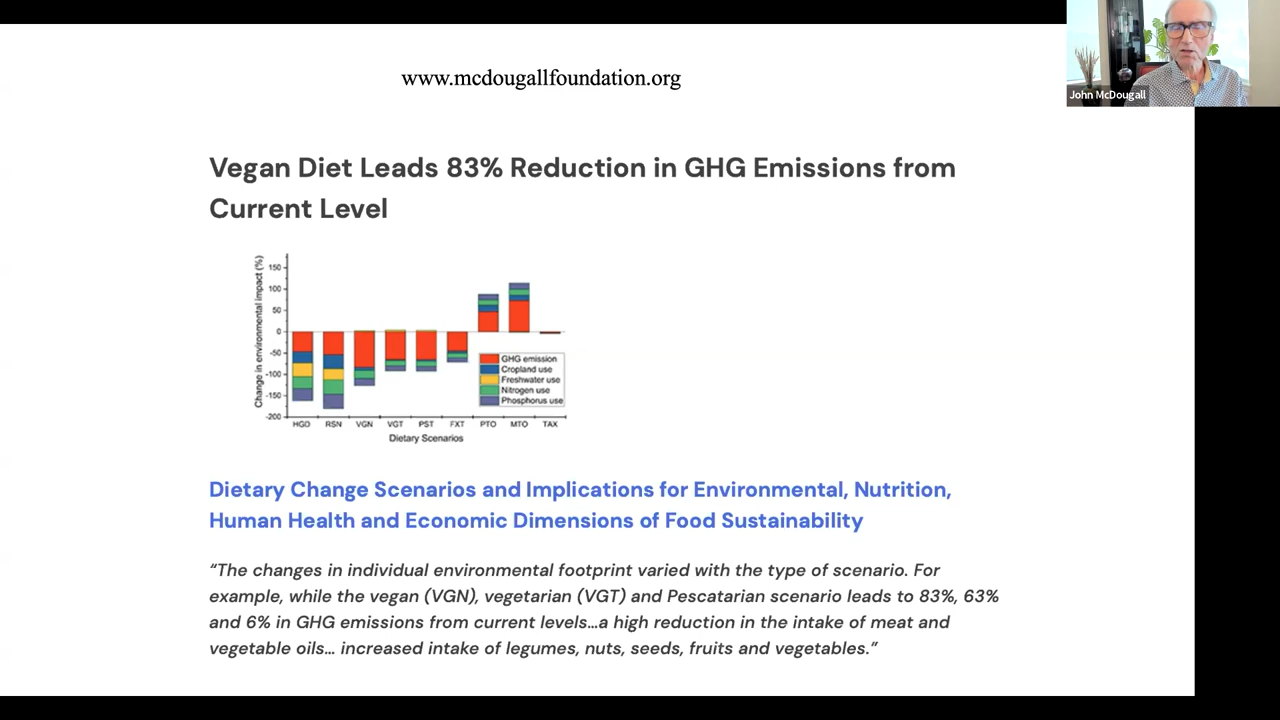 www.mcdougallfoundation.org
John McDougall
Vegan Diet Leads 83% Reduction in GHG Emissions from
Current Level
Change in environmental impact (%)
150
100
50
0
-50
-100
-150
-200
GHG emission
Cropland use
Freshwater use
Nitrogen use
Phosphorus use
HGD RSN VGN VGT PST FXT PTO MTO TAX
Dietary Scenarios
Dietary Change Scenarios and Implications for Environmental, Nutrition,
Human Health and Economic Dimensions of Food Sustainability
“The changes in individual environmental footprint varied with the type of scenario. For
example, while the vegan (VGN), vegetarian (VGT) and Pescatarian scenario leads to 83%, 63%
and 6% in GHG emissions from current levels...a high reduction in the intake of meat and
vegetable oils... increased intake of legumes, nuts, seeds, fruits and vegetables.”